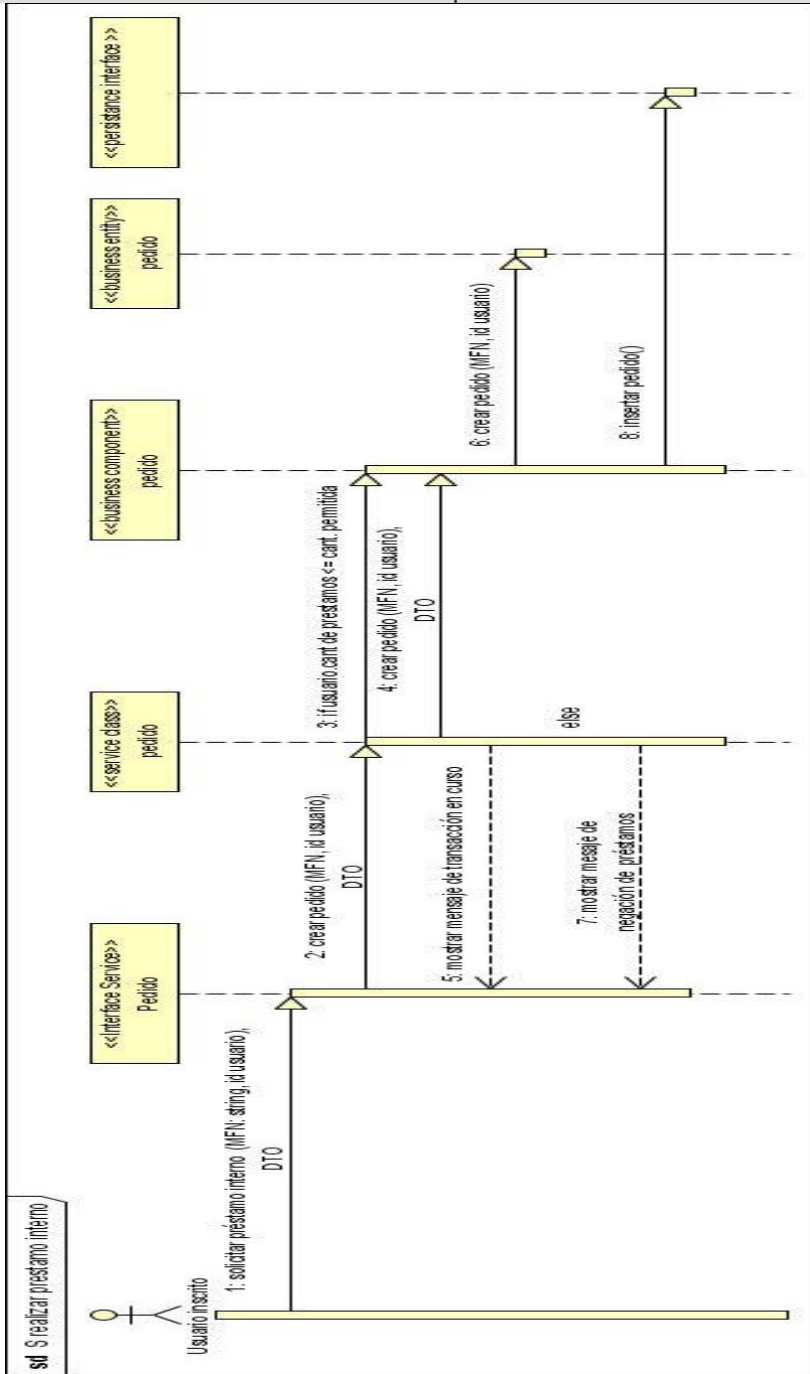 sd S realizar prestamo interno
Usuario inscrito
<<Interface Service>>
Pedido
<<service class>>
pedido
<<business component>>
pedido
<<business entity>>
pedido
<<persistance interface >>
1: solicitar préstamo interno (MFN: string, id usuario),
DTO
2: crear pedido (MFN, id usuario),
DTO
3: if usuario.cant de prestamos <= cant. permitida
4: crear pedido (MFN, id usuario),
DTO
5: mostrar mensaje de transacción en curso
6: crear pedido (MFN, id usuario)
else
7: mostrar mesaje de
negación de préstamos
8: insertar pedido()